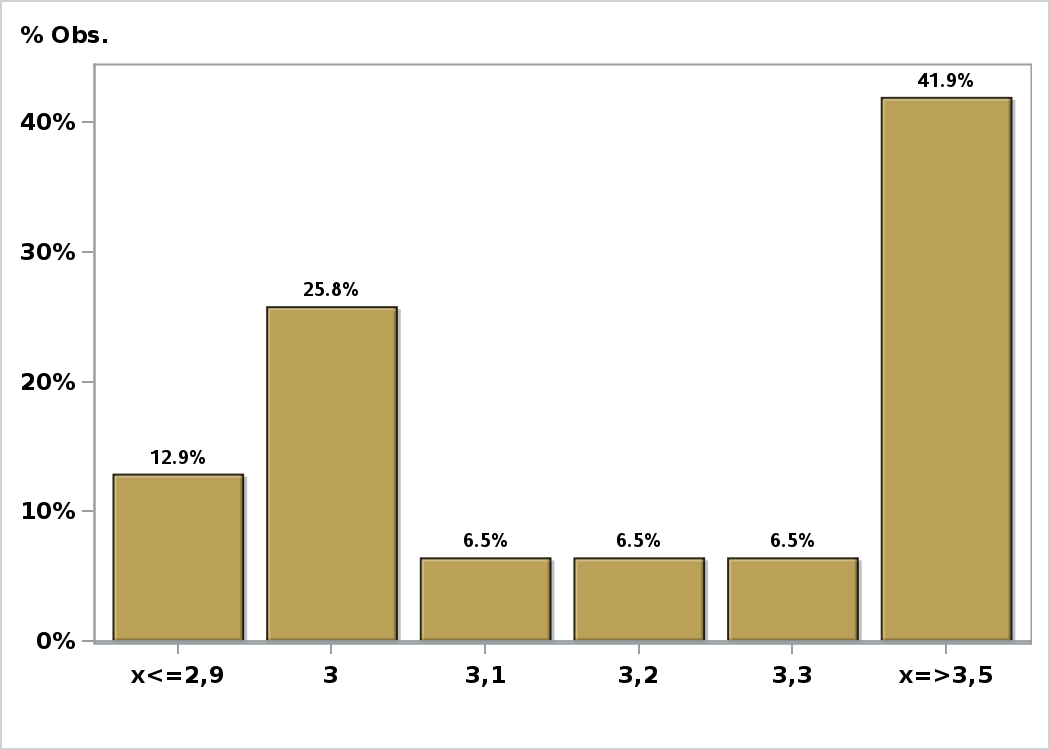 % Obs.
41.9%
40%
30%
25.8%
20%
12.9%
10%
6.5% 6.5% 6.5%
0%
x<=2,9 3 3,1 3,2 3,3 x=>3,5